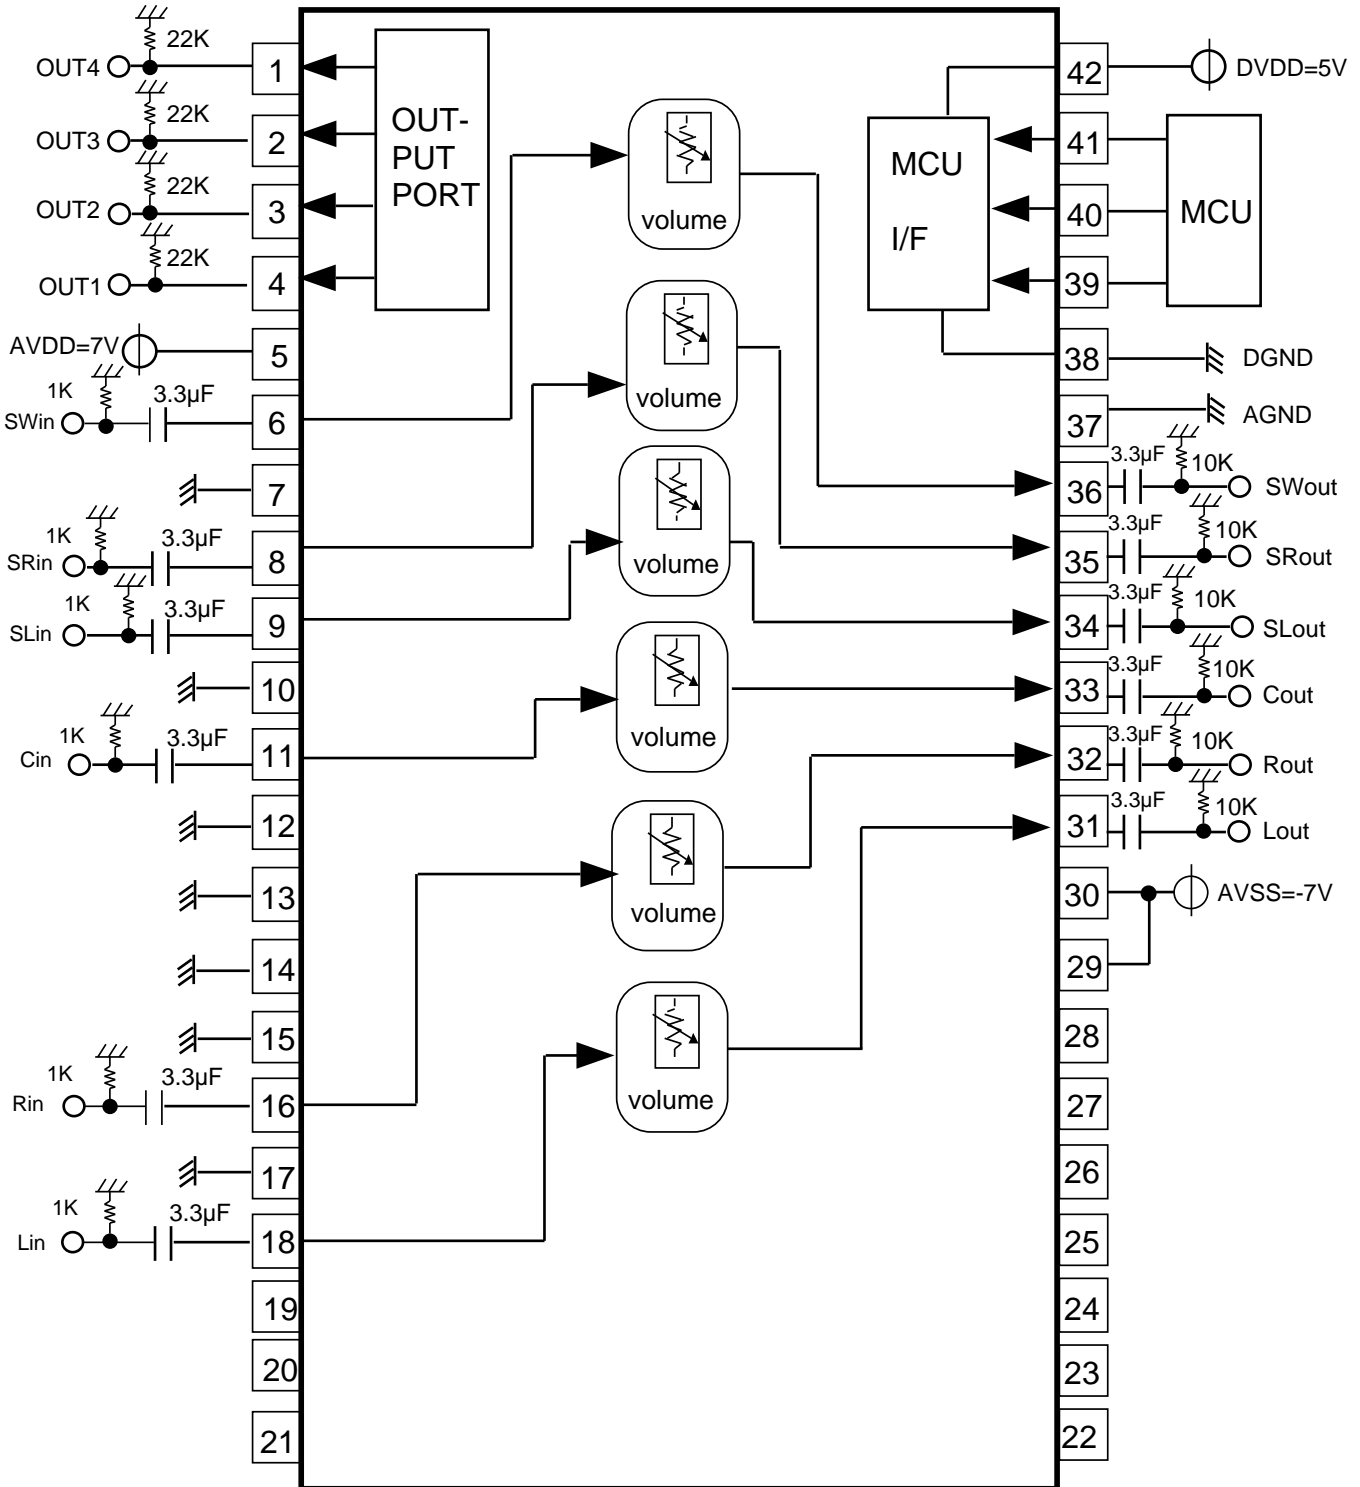 OUT4
22K
1
OUT3
22K
2
OUT2
22K
3
OUT1
22K
4
AVDD=7V
5
1K
3.3µF
SWin
6
7
1K
3.3µF
SRin
8
1K
3.3µF
SLin
9
10
1K
3.3µF
Cin
11
12
13
14
15
1K
3.3µF
Rin
16
17
1K
3.3µF
Lin
18
19
20
21
OUT-
PUT
PORT
volume
volume
volume
volume
volume
volume
MCU
I/F
MCU
42
DVDD=5V
41
40
39
38
DGND
37
AGND
3.3µF
10K
36
SWout
3.3µF
10K
35
SRout
3.3µF
10K
34
SLout
3.3µF
10K
33
Cout
3.3µF
10K
32
Rout
3.3µF
10K
31
Lout
30
AVSS=-7V
29
28
27
26
25
24
23
22